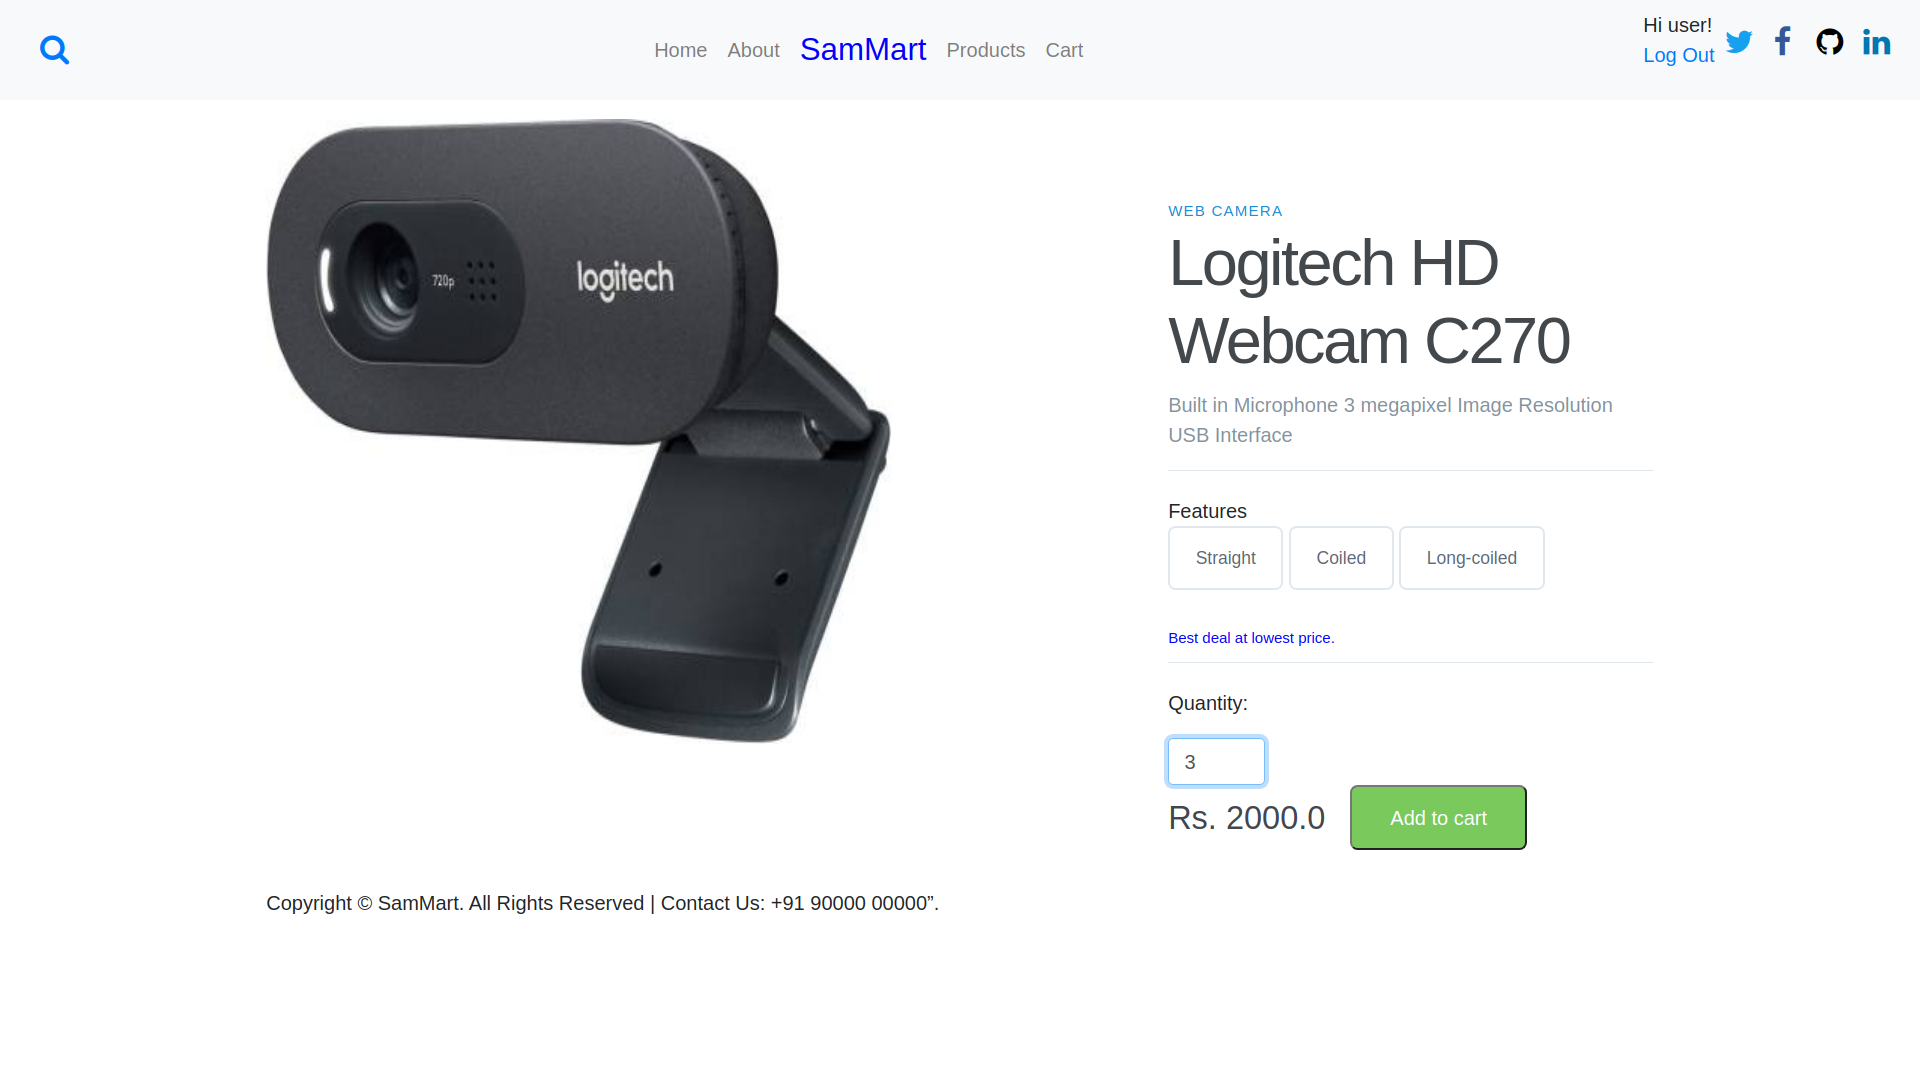 Home
About
SamMart
Products
Cart
Hi user!
Log Out
720p
logitech
WEB CAMERA
Logitech HD
Webcam C270
Built in Microphone 3 megapixel Image Resolution
USB Interface
Features
Straight
Coiled
Long-coiled
Best deal at lowest price.
Quantity:
3
Rs. 2000.0
Add to cart
Copyright © SamMart. All Rights Reserved | Contact Us: +91 90000 00000”.